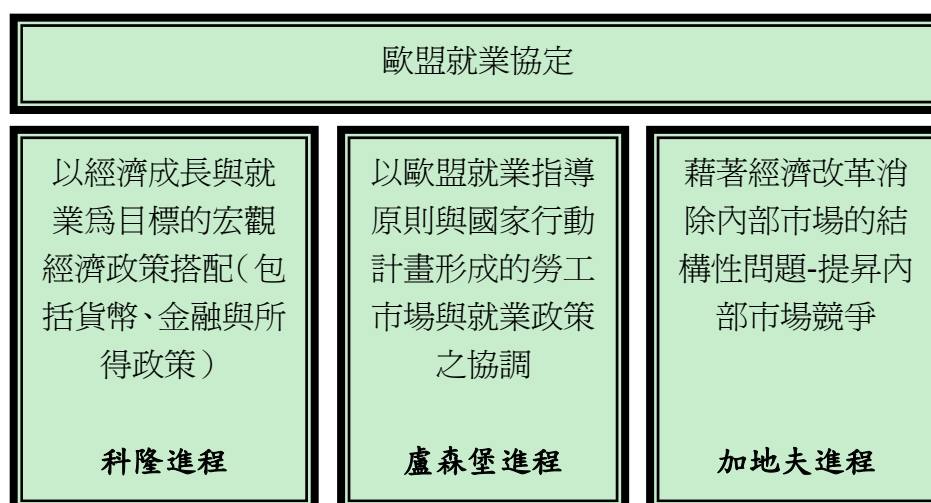 歐盟就業協定
以經濟成長與就
業為目標的宏觀
經濟政策搭配（包
括貨幣、金融與所
得政策）
科隆進程
以歐盟就業指導
原則與國家行動
計畫形成的勞工
市場與就業政策
之協調
盧森堡進程
藉著經濟改革消
除內部市場的結
構性問題-提昇內
部市場競爭
加地夫進程